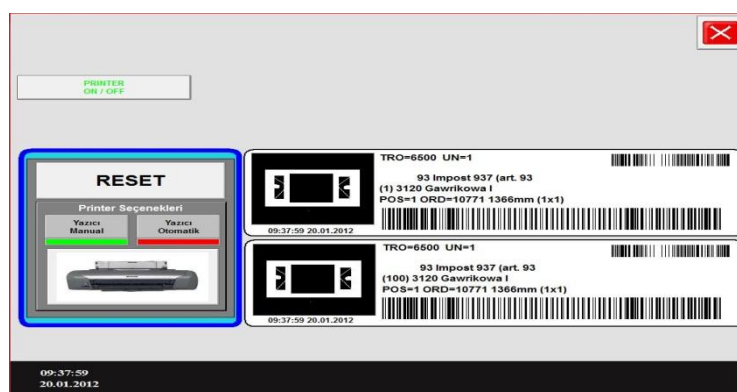 PRINTER
ON / OFF
RESET
Printer Seçenekleri
Yazıcı
Manual
Yazıcı
Otomatik
TRO=6500 UN=1
93 Impost 937 (art. 93
(1) 3120 Gawrikowa I
POS=1 ORD=10771 1366mm (1x1)
09:37:59 20.01.2012
TRO=6500 UN=1
93 Impost 937 (art. 93
(100) 3120 Gawrikowa I
POS=1 ORD=10771 1366mm (1x1)
09:37:59 20.01.2012
09:37:59
20.01.2012